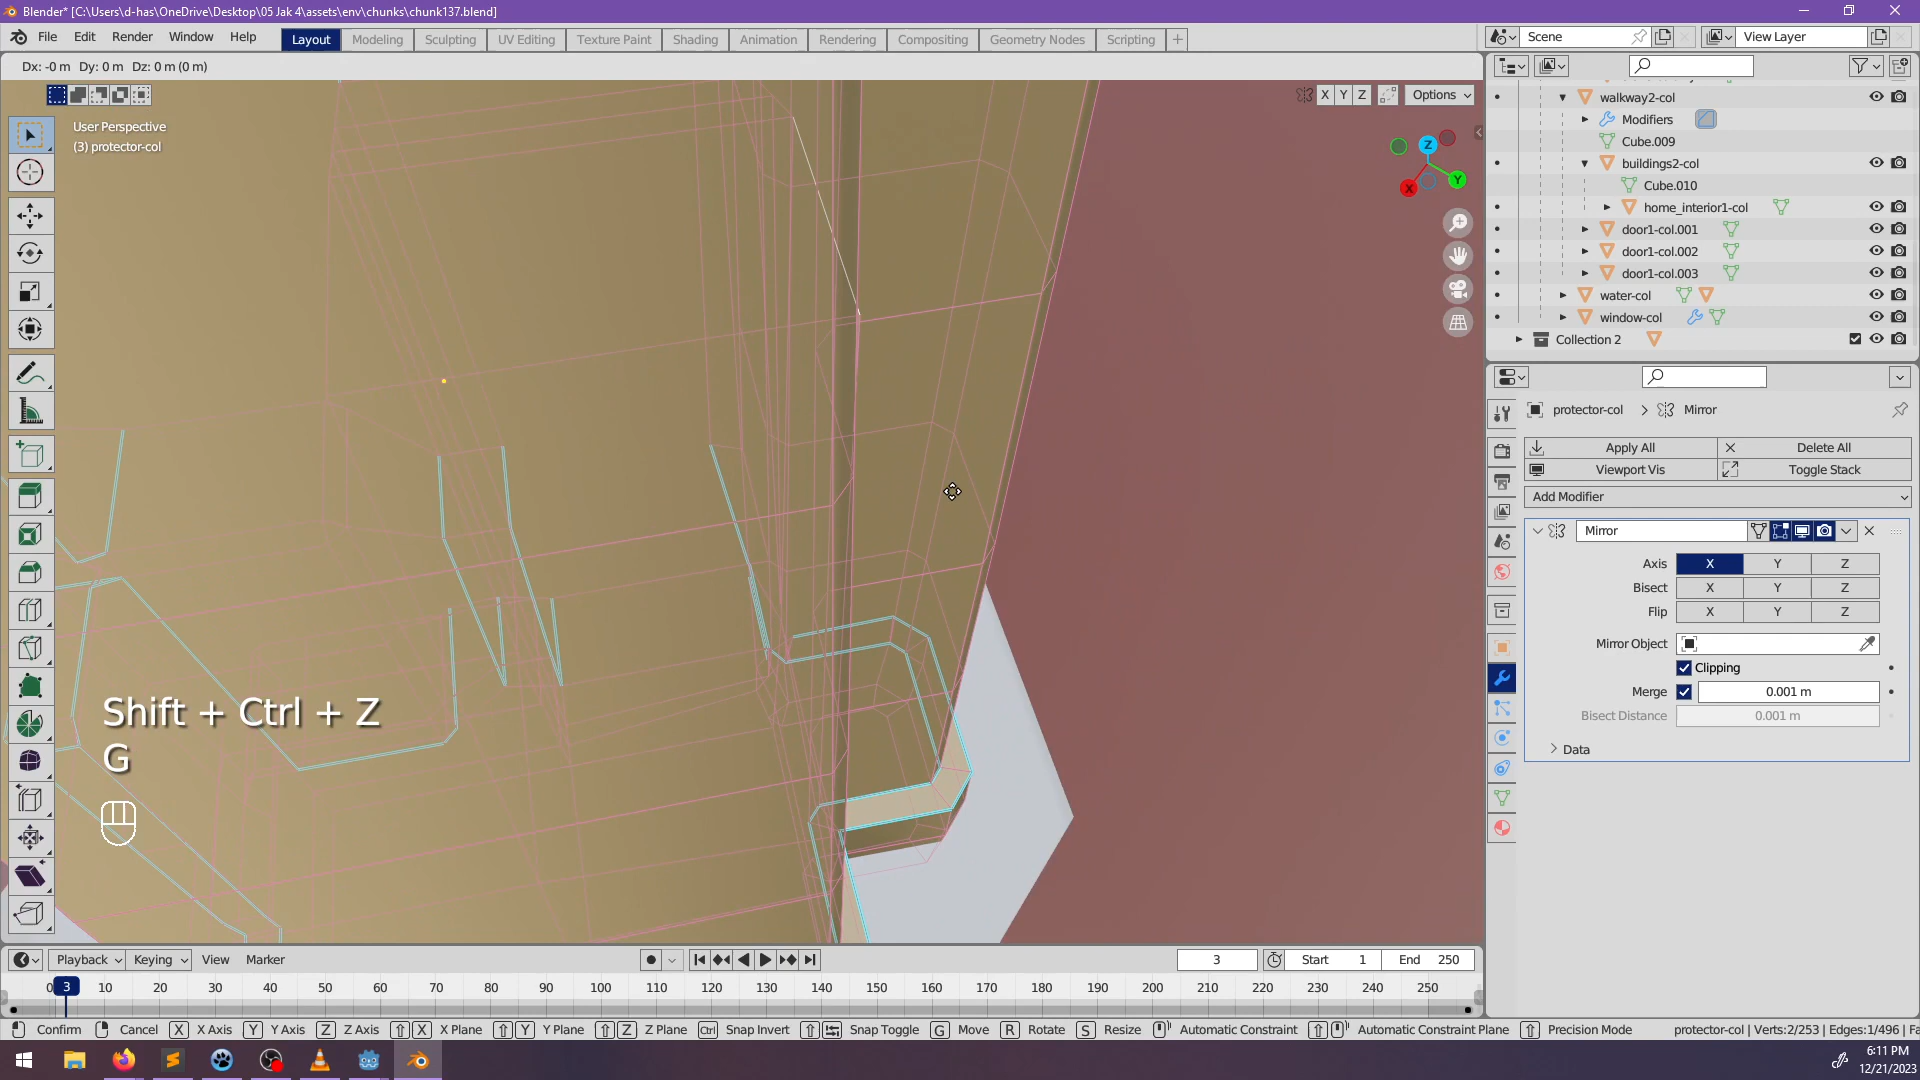 Blender* [C:\Users\d-has\OneDrive\Desktop\05 Jak 4\assets\env\chunks\chunk137.blend]
File Edit Render Window Help Layout Modeling Sculpting UV Editing Texture Paint Shading Animation Rendering Compositing Geometry Nodes Scripting + Scene View Layer
Dx: -0 m Dy: 0 m Dz: 0 m (0 m)
X Y Z Options
User Perspective
(3) protector-col
Z Y X
Shift + Ctrl + Z
G
walkway2-col
Modifiers
Cube.009
buildings2-col
Cube.010
home_interior1-col
door1-col.001
door1-col.002
door1-col.003
water-col
window-col
Collection 2
protector-col > Mirror
Apply All Delete All
Viewport Vis Toggle Stack
Add Modifier
Mirror
Axis X Y Z
Bisect X Y Z
Flip X Y Z
Mirror Object
Clipping
Merge 0.001 m
Bisect Distance 0.001 m
Data
Playback Keying View Marker 3 Start 1 End 250
0 3 10 20 30 40 50 60 70 80 90 100 110 120 130 140 150 160 170 180 190 200 210 220 230 240 250
Confirm Cancel X X Axis Y Y Axis Z Z Axis X X Plane Y Y Plane Z Z Plane Ctrl Snap Invert Snap Toggle G Move R Rotate S Resize Automatic Constraint Automatic Constraint Plane Precision Mode protector-col | Verts:2/253 | Edges:1/496 | Fa
6:11 PM
12/21/2023